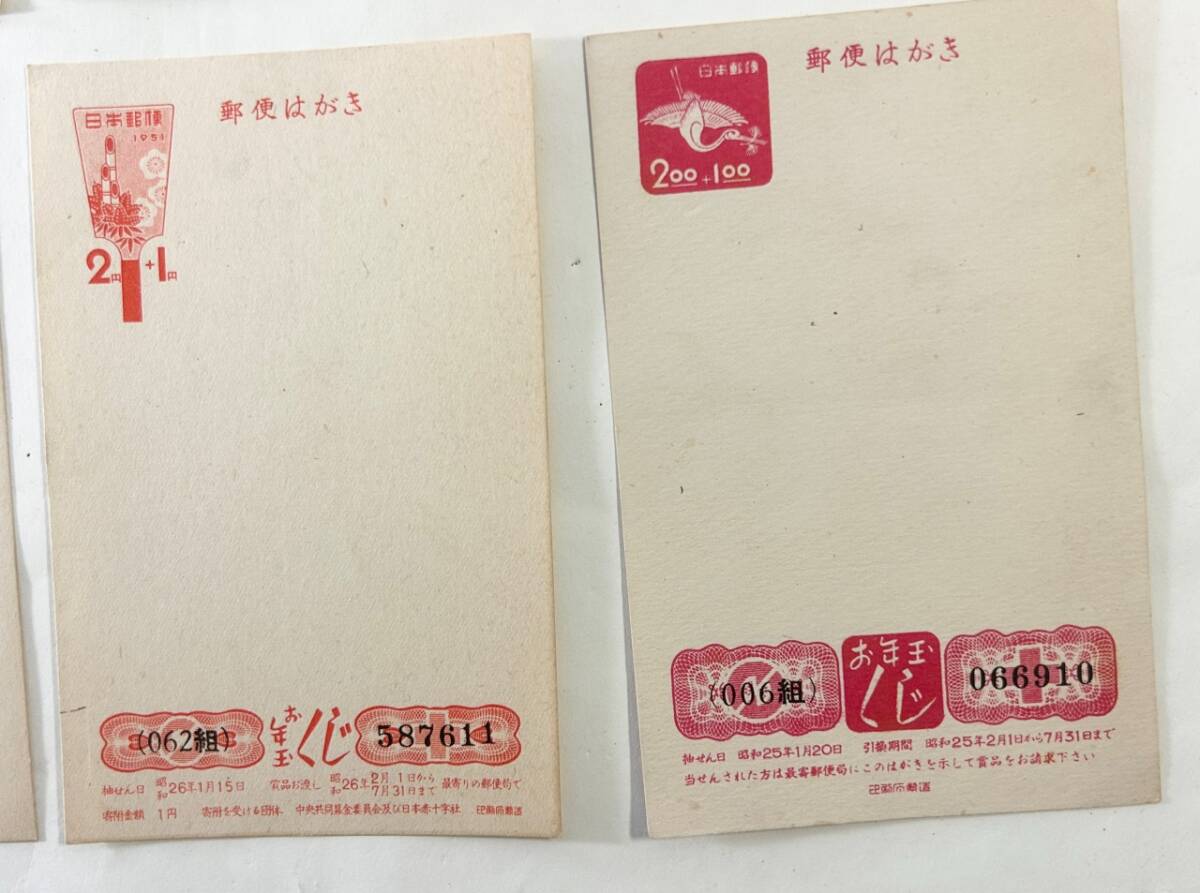 郵便はがき
日本郵便
1951
2円+1円
(062組)
お年玉くじ
587611
抽せん日 昭和26年1月15日 賞品お渡し 昭和26年2月1日から7月31日まで 最寄りの郵便局で
寄附金額 1円 寄附を受ける団体 中央共同募金委員会及び日本赤十字社 印刷庁製造
郵便はがき
日本郵便
2.00+1.00
(006組)
お年玉くじ
066910
抽せん日 昭和25年1月20日 引換期間 昭和25年2月1日から7月31日まで
当せんされた方は最寄郵便局にこのはがきを示して賞品をお請求下さい
印刷庁製造